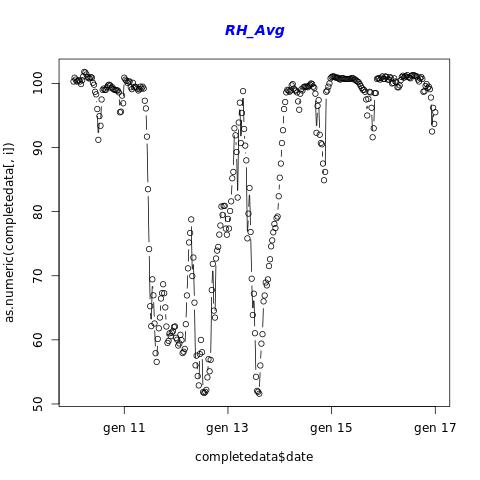 RH_Avg
as.numeric(completedata[, i])
100
90
80
70
60
50
gen 11
gen 13
gen 15
gen 17
completedata$date